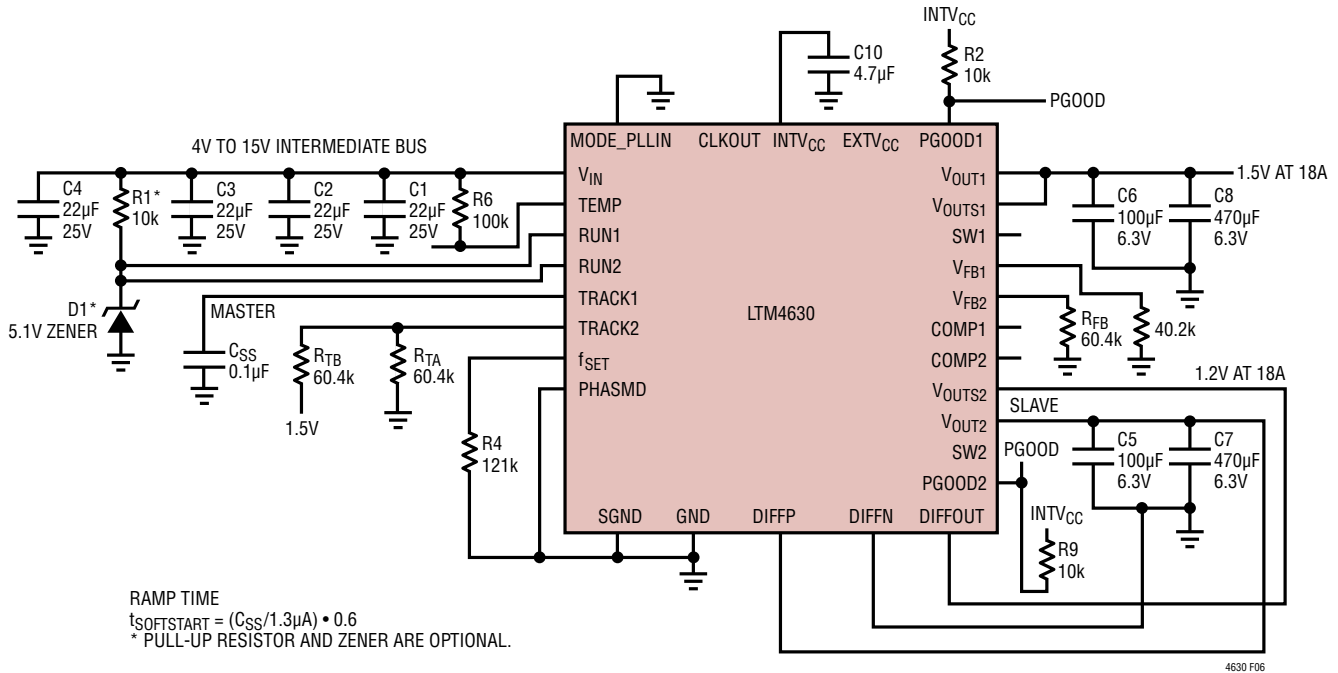 INTVCC
C10
4.7µF
R2
10k
PGOOD
MODE_PLLIN
CLKOUT
INTVCC
EXTVCC
PGOOD1
4V TO 15V INTERMEDIATE BUS
C4
22µF
25V
R1*
10k
C3
22µF
25V
C2
22µF
25V
C1
22µF
25V
R6
100k
VIN
TEMP
RUN1
RUN2
TRACK1
TRACK2
fSET
PHASMD
LTM4630
VOUT1
VOUTS1
SW1
VFB1
VFB2
COMP1
COMP2
VOUTS2
VOUT2
SW2
PGOOD2
1.5V AT 18A
C6
100µF
6.3V
C8
470µF
6.3V
D1*
5.1V ZENER
MASTER
CSS
0.1µF
RTB
60.4k
1.5V
RTA
60.4k
R4
121k
RFB
60.4k
40.2k
1.2V AT 18A
SLAVE
PGOOD
C5
100µF
6.3V
C7
470µF
6.3V
INTVCC
R9
10k
SGND
GND
DIFFP
DIFFN
DIFFOUT
RAMP TIME
tSOFTSTART = (CSS/1.3µA) • 0.6
* PULL-UP RESISTOR AND ZENER ARE OPTIONAL.
4630 F06